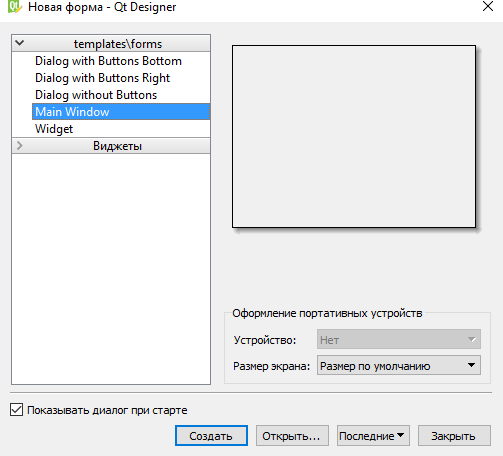 Новая форма - Qt Designer
templates\forms
Dialog with Buttons Bottom
Dialog with Buttons Right
Dialog without Buttons
Main Window
Widget
Виджеты
Оформление портативных устройств
Устройство: Нет
Размер экрана: Размер по умолчанию
Показывать диалог при старте
Создать Открыть... Последние Закрыть